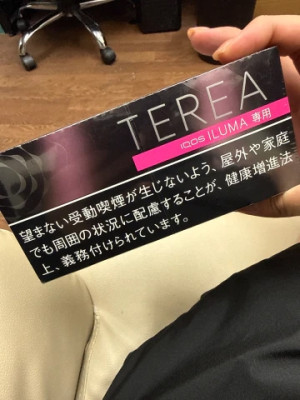 TEREA
IQOS ILUMA 専用
望まない受動喫煙が生じないよう、屋外や家庭
でも周囲の状況に配慮することが、健康増進法
上、義務付けられています。